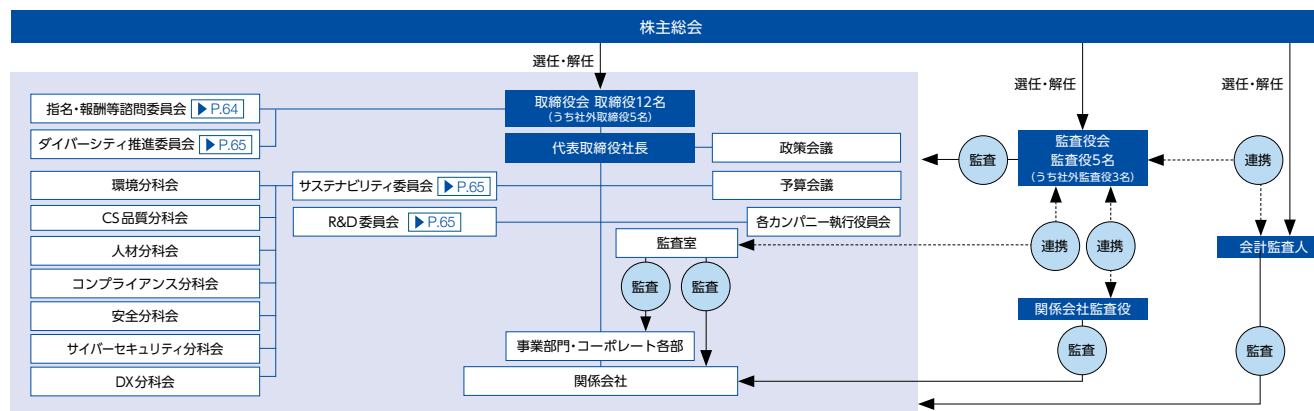 株主総会
選任・解任
選任・解任
選任・解任
指名・報酬等諮問委員会 ▶P.64
ダイバーシティ推進委員会 ▶P.65
取締役会 取締役12名
(うち社外取締役5名)
代表取締役社長
政策会議
監査
監査役会
監査役5名
(うち社外監査役3名)
連携
環境分科会
サステナビリティ委員会 ▶P.65
予算会議
CS品質分科会
R&D委員会 ▶P.65
各カンパニー執行役員会
人材分科会
監査室
連携
連携
会計監査人
コンプライアンス分科会
監査
監査
安全分科会
関係会社監査役
サイバーセキュリティ分科会
事業部門・コーポレート各部
監査
監査
DX分科会
関係会社